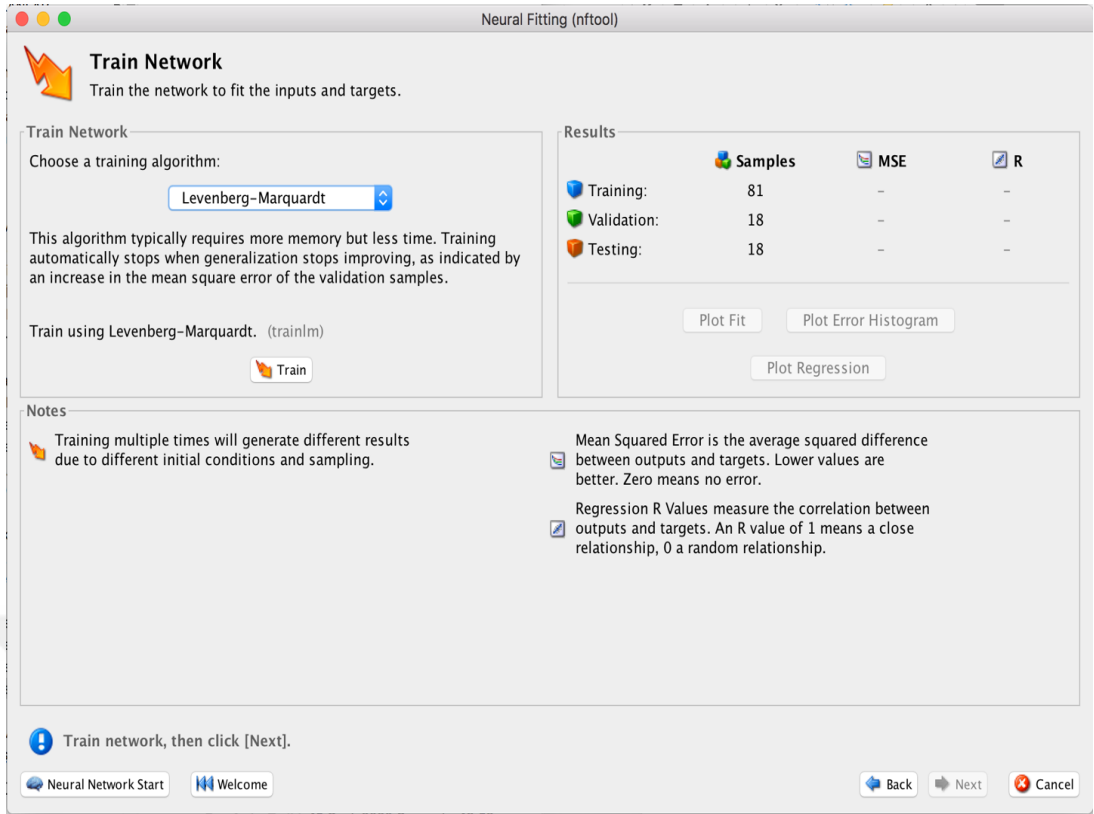 Neural Fitting (nftool)
Train Network
Train the network to fit the inputs and targets.
Train Network
Choose a training algorithm:
Levenberg-Marquardt
This algorithm typically requires more memory but less time. Training
automatically stops when generalization stops improving, as indicated by
an increase in the mean square error of the validation samples.
Train using Levenberg-Marquardt. (trainlm)
Train
Results
Samples MSE R
Training: 81 - -
Validation: 18 - -
Testing: 18 - -
Plot Fit Plot Error Histogram
Plot Regression
Notes
Training multiple times will generate different results
due to different initial conditions and sampling.
Mean Squared Error is the average squared difference
between outputs and targets. Lower values are
better. Zero means no error.
Regression R Values measure the correlation between
outputs and targets. An R value of 1 means a close
relationship, 0 a random relationship.
Train network, then click [Next].
Neural Network Start Welcome Back Next Cancel